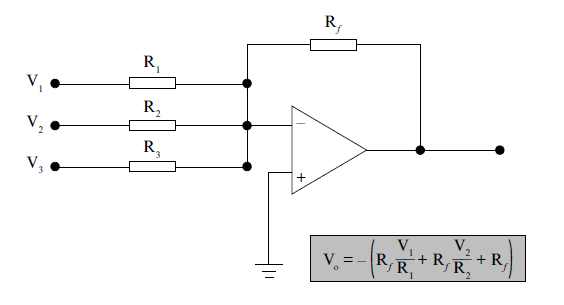 R_f
R_1
V_1
R_2
V_2
R_3
V_3
−
+
V_o = − ( R_f V_1/R_1 + R_f V_2/R_2 + R_f )